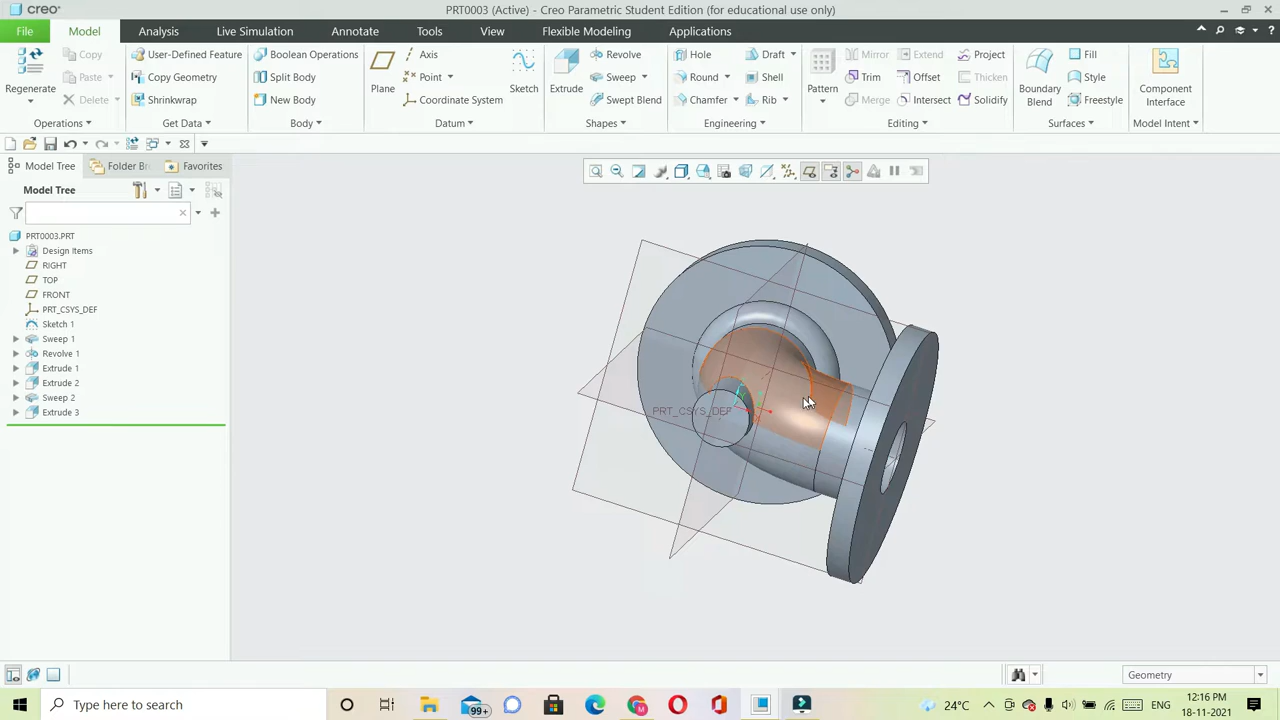 creo
PRT0003 (Active) - Creo Parametric Student Edition (for educational use only)
File Model Analysis Live Simulation Annotate Tools View Flexible Modeling Applications
Regenerate
Copy
Paste
Delete
Operations
User-Defined Feature
Copy Geometry
Shrinkwrap
Get Data
Boolean Operations
Split Body
New Body
Body
Plane
Axis
Point
Coordinate System
Sketch
Datum
Extrude
Revolve
Sweep
Swept Blend
Shapes
Hole
Round
Chamfer
Draft
Shell
Rib
Engineering
Pattern
Mirror
Trim
Merge
Extend
Offset
Intersect
Project
Thicken
Solidify
Editing
Boundary
Blend
Fill
Style
Freestyle
Surfaces
Component
Interface
Model Intent
Model Tree Folder Br Favorites
Model Tree
PRT0003.PRT
Design Items
RIGHT
TOP
FRONT
PRT_CSYS_DEF
Sketch 1
Sweep 1
Revolve 1
Extrude 1
Extrude 2
Sweep 2
Extrude 3
PRT_CSYS_DEF
Geometry
Type here to search
99+
24°C
ENG
12:16 PM
18-11-2021